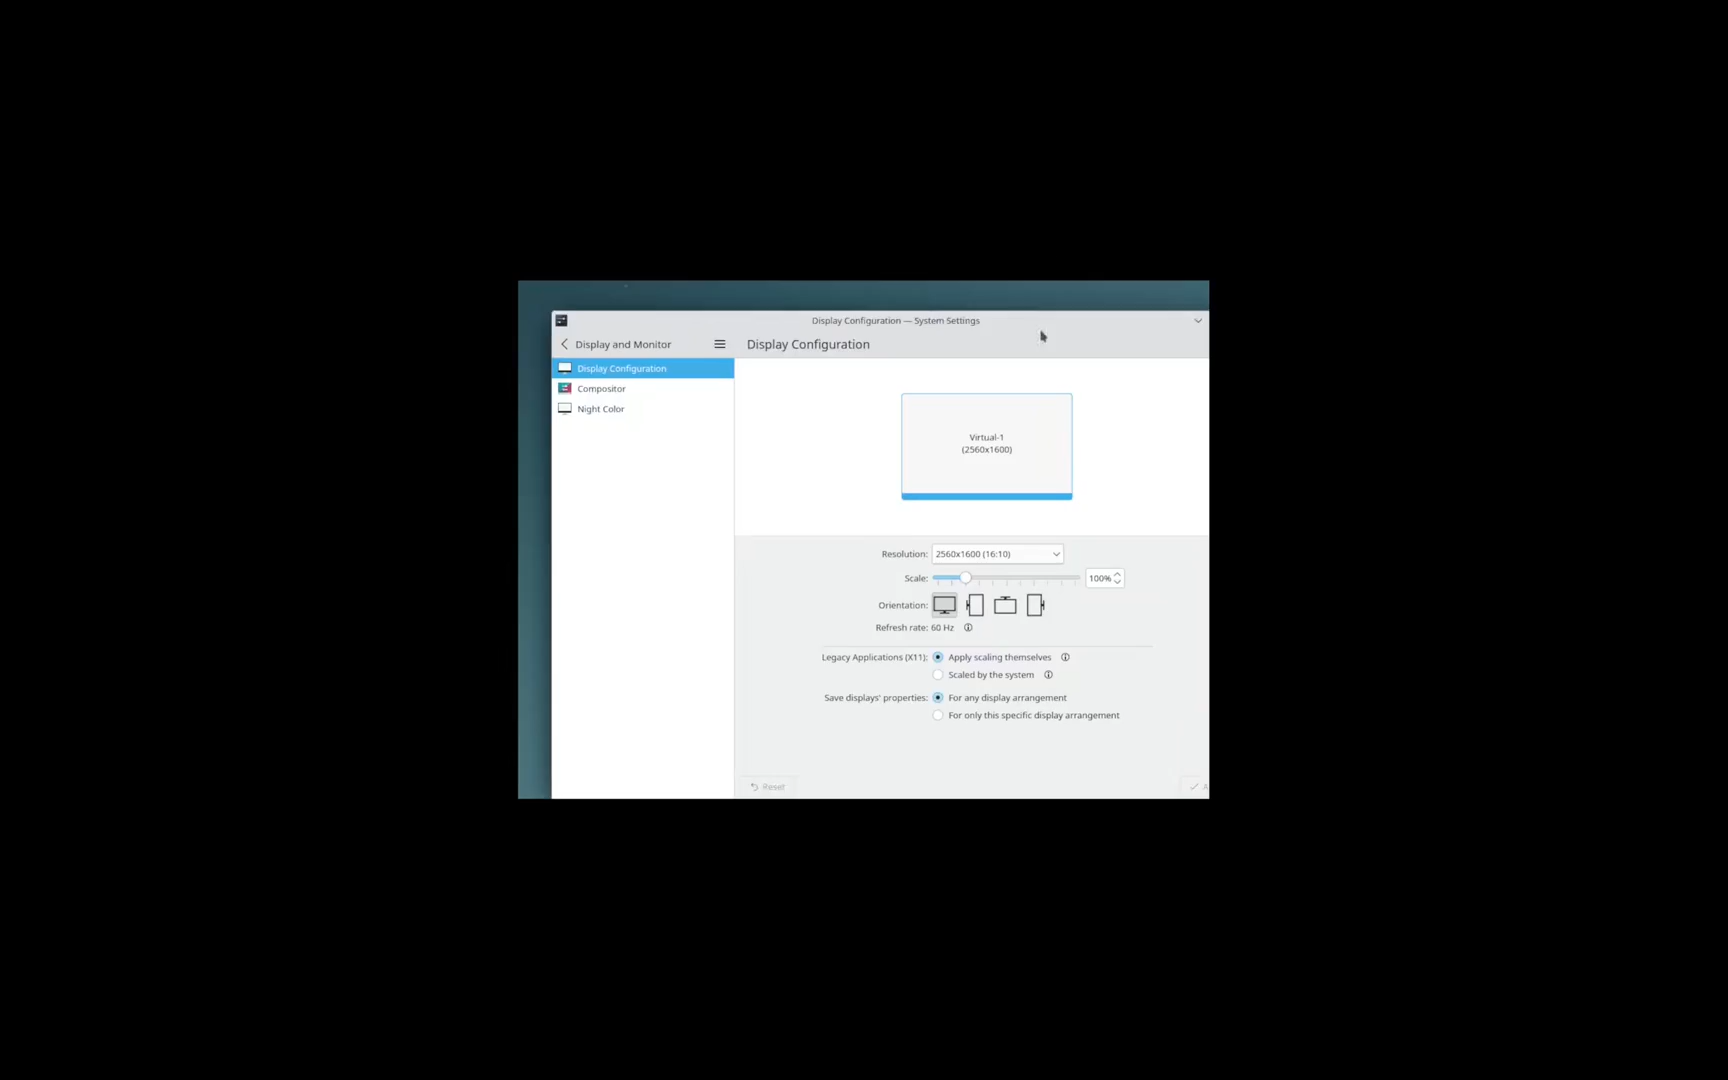 Display Configuration — System Settings
Display and Monitor
Display Configuration
Display Configuration
Compositor
Night Color
Virtual-1
(2560x1600)
Resolution: 2560x1600 (16:10)
Scale: 100%
Orientation:
Refresh rate: 60 Hz
Legacy Applications (X11): Apply scaling themselves
Scaled by the system
Save displays' properties: For any display arrangement
For only this specific display arrangement
Reset
A